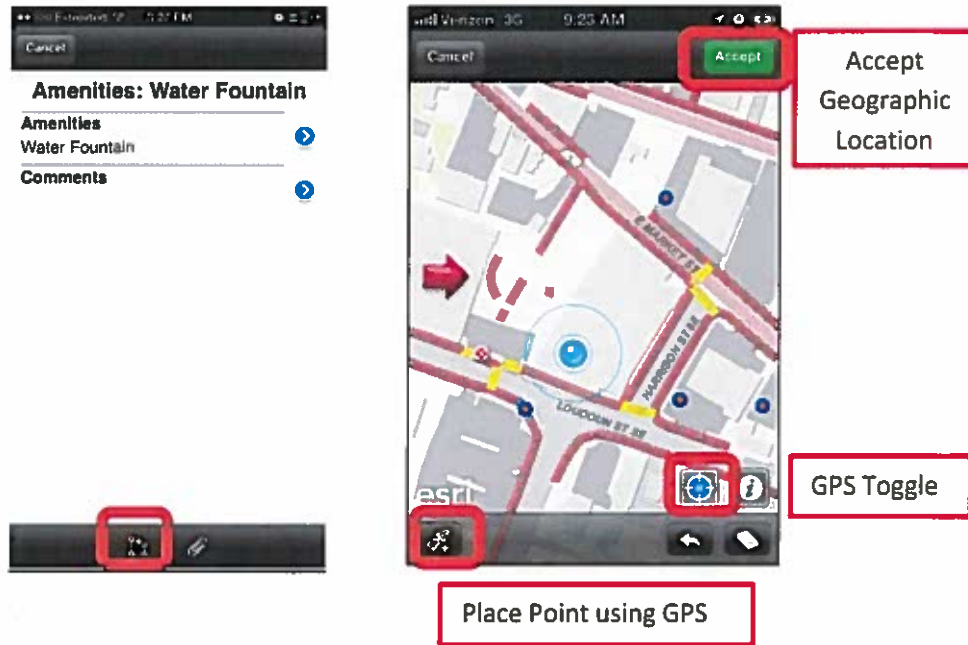 Cancel
Amenities: Water Fountain
Amenities
Water Fountain
Comments
Verizon 3G 9:23 AM
Cancel
Accept
E MARKET ST
HARRISON ST SE
LOUDOUN ST SE
esri
Accept
Geographic
Location
GPS Toggle
Place Point using GPS